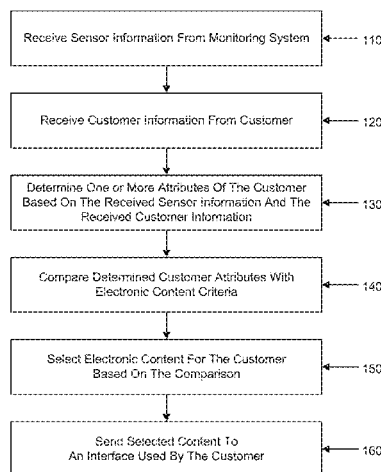 Receive Sensor Information From Monitoring System
110
Receive Customer Information From Customer
120
Determine One or More Attributes Of The Customer
Based On The Received Sensor Information And The
Received Customer Information
130
Compare Determined Customer Attributes With
Electronic Content Criteria
140
Select Electronic Content For The Customer
Based On The Comparison
150
Send Selected Content To
An Interface Used By The Customer
160